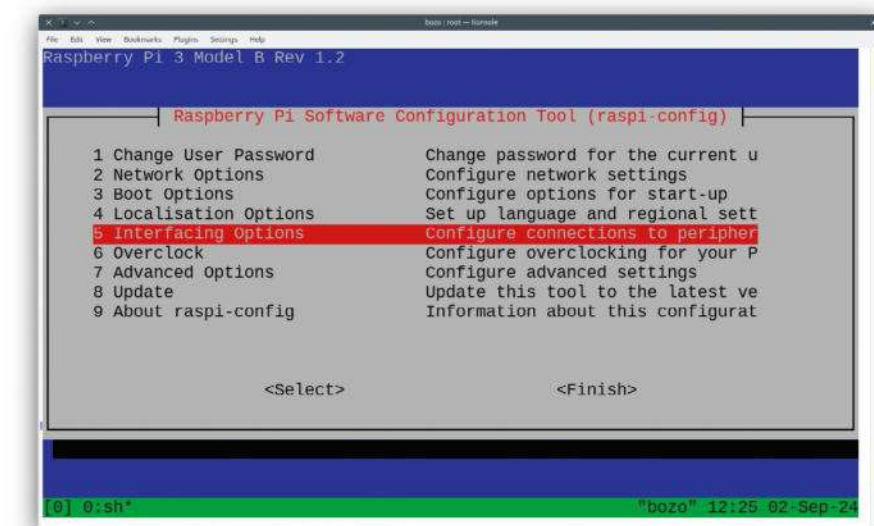 bozo : root — Konsole
File Edit View Bookmarks Plugins Settings Help
Raspberry Pi 3 Model B Rev 1.2
Raspberry Pi Software Configuration Tool (raspi-config)
1 Change User Password Change password for the current u
2 Network Options Configure network settings
3 Boot Options Configure options for start-up
4 Localisation Options Set up language and regional sett
5 Interfacing Options Configure connections to peripher
6 Overclock Configure overclocking for your P
7 Advanced Options Configure advanced settings
8 Update Update this tool to the latest ve
9 About raspi-config Information about this configurat
<Select> <Finish>
[0] 0:sh* "bozo" 12:25 02-Sep-24